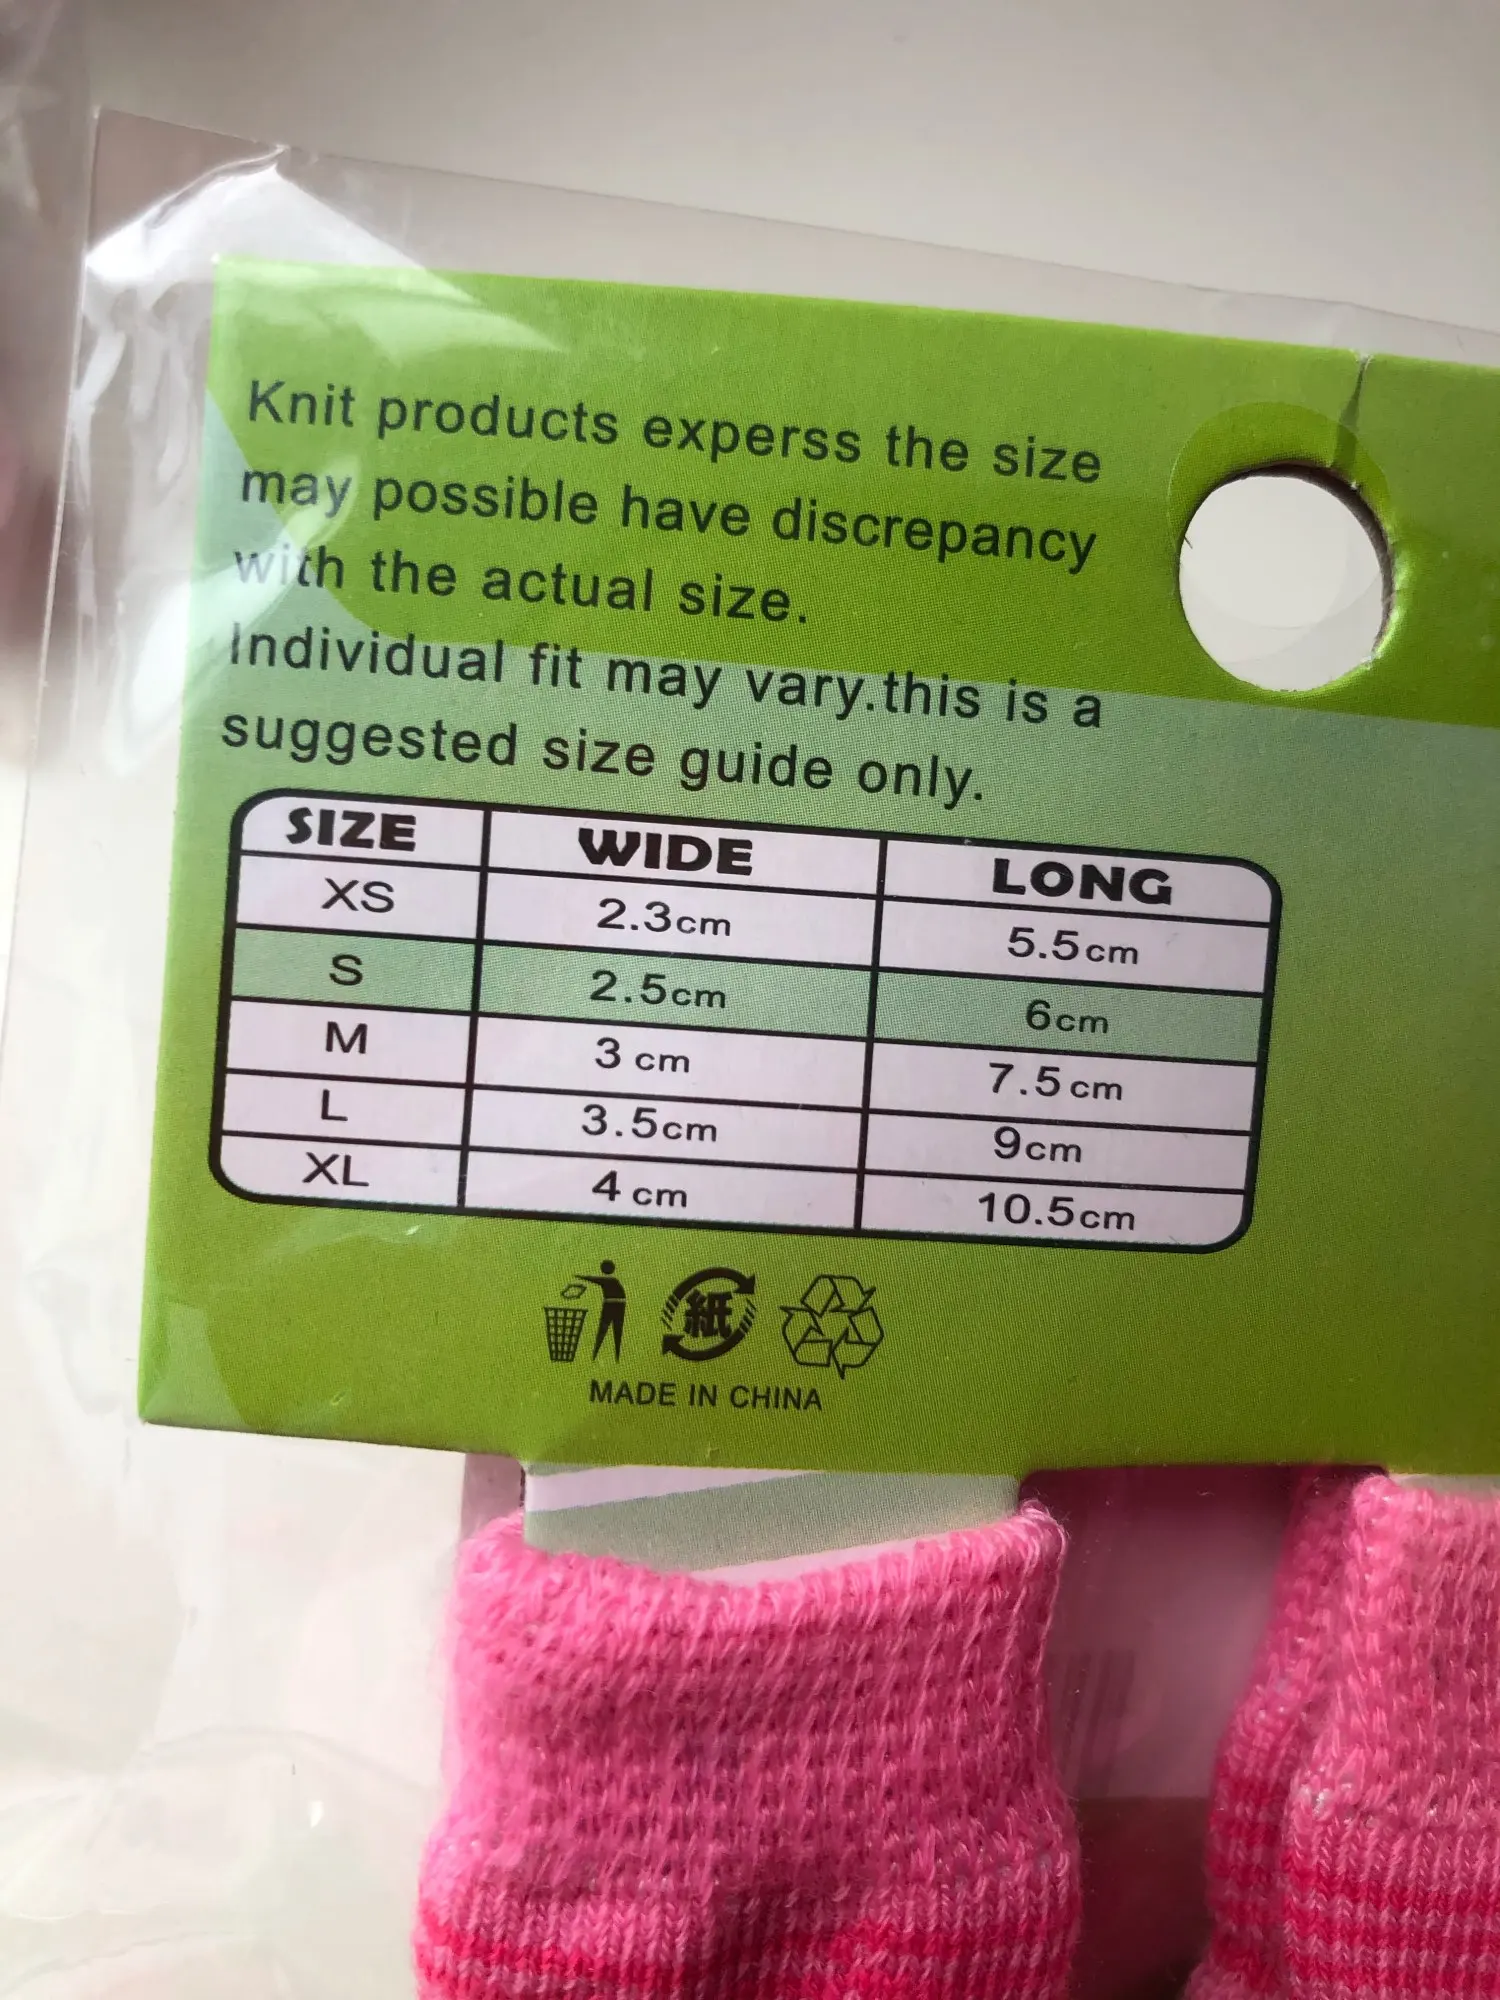 Knit products experss the size
may possible have discrepancy
with the actual size.
Individual fit may vary.this is a
suggested size guide only.
SIZE WIDE LONG
XS 2.3cm 5.5cm
S 2.5cm 6cm
M 3 cm 7.5cm
L 3.5cm 9cm
XL 4 cm 10.5cm
紙
MADE IN CHINA